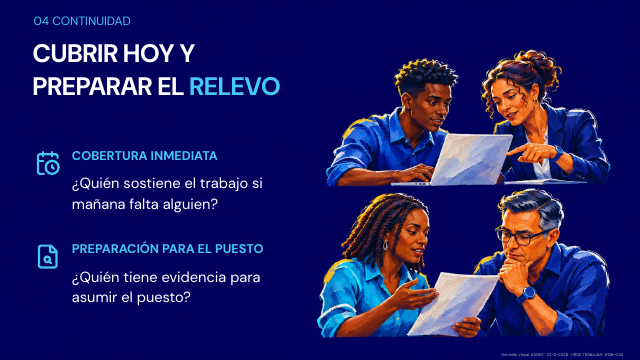 04 CONTINUIDAD
CUBRIR HOY Y
PREPARAR EL RELEVO
COBERTURA INMEDIATA
¿Quién sostiene el trabajo si
mañana falta alguien?
PREPARACIÓN PARA EL PUESTO
¿Quién tiene evidencia para
asumir el puesto?